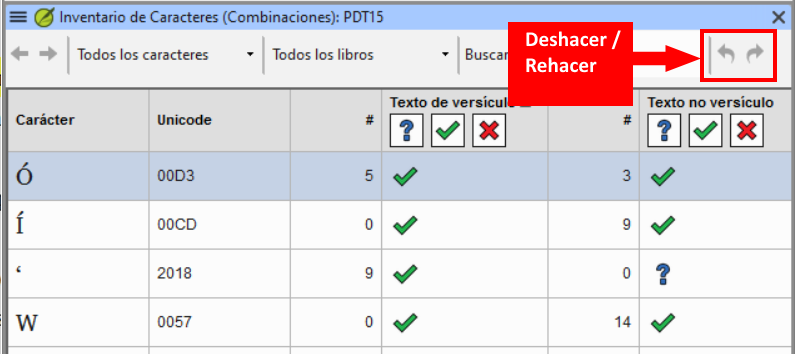 Inventario de Caracteres (Combinaciones): PDT15
Todos los caracteres Todos los libros Buscar
Deshacer /
Rehacer
Carácter Unicode # Texto de versículo # Texto no versículo
Ó 00D3 5 3
Í 00CD 0 9
‘ 2018 9 0
W 0057 0 14